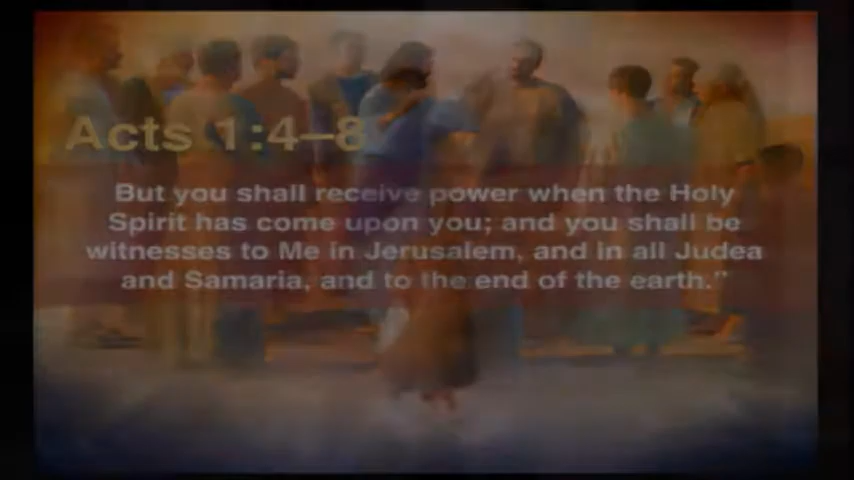 Acts 1:4–8
But you shall receive power when the Holy
Spirit has come upon you; and you shall be
witnesses to Me in Jerusalem, and in all Judea
and Samaria, and to the end of the earth.”